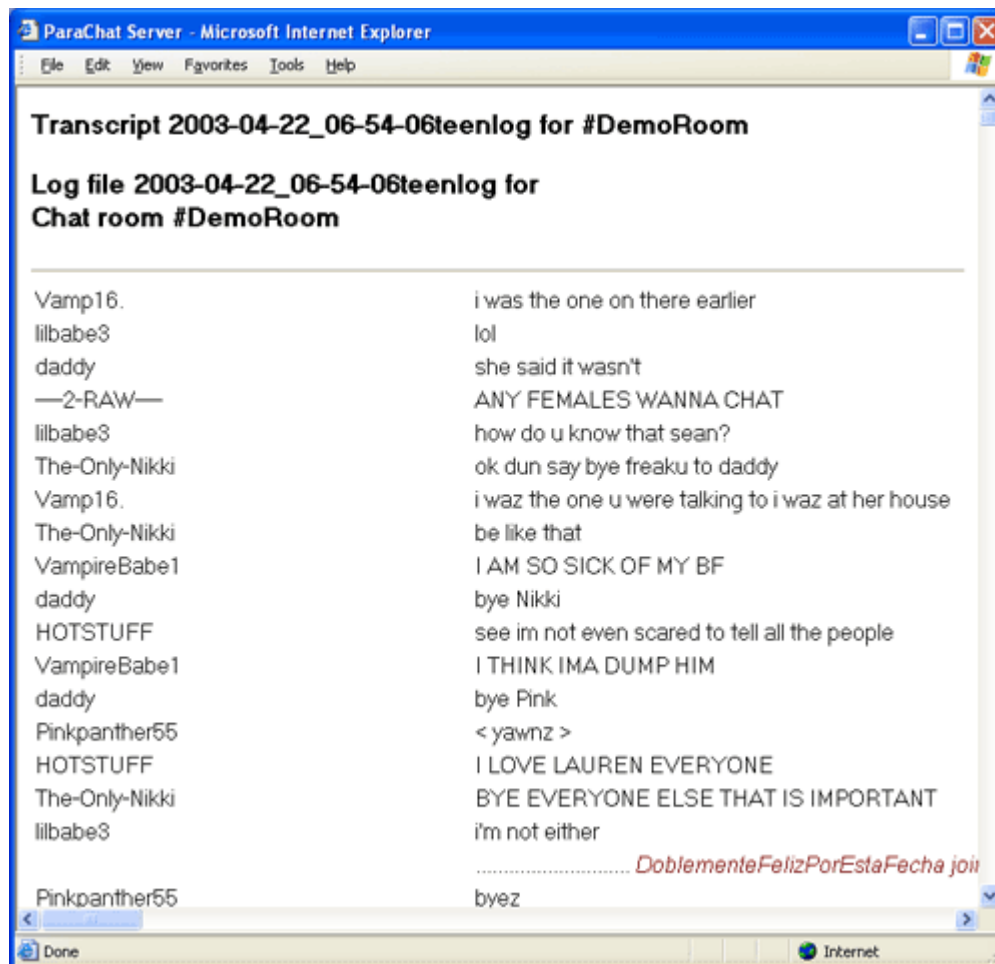 ParaChat Server - Microsoft Internet Explorer
File Edit View Favorites Tools Help
Transcript 2003-04-22_06-54-06teenlog for #DemoRoom
Log file 2003-04-22_06-54-06teenlog for
Chat room #DemoRoom
Vamp16. i was the one on there earlier
lilbabe3 lol
daddy she said it wasn't
—2-RAW— ANY FEMALES WANNA CHAT
lilbabe3 how do u know that sean?
The-Only-Nikki ok dun say bye freaku to daddy
Vamp16. i waz the one u were talking to i waz at her house
The-Only-Nikki be like that
VampireBabe1 I AM SO SICK OF MY BF
daddy bye Nikki
HOTSTUFF see im not even scared to tell all the people
VampireBabe1 I THINK IMA DUMP HIM
daddy bye Pink
Pinkpanther55 < yawnz >
HOTSTUFF I LOVE LAUREN EVERYONE
The-Only-Nikki BYE EVERYONE ELSE THAT IS IMPORTANT
lilbabe3 i'm not either
............................. DoblementeFelizPorEstaFecha joir
Pinkpanther55 byez
Done Internet